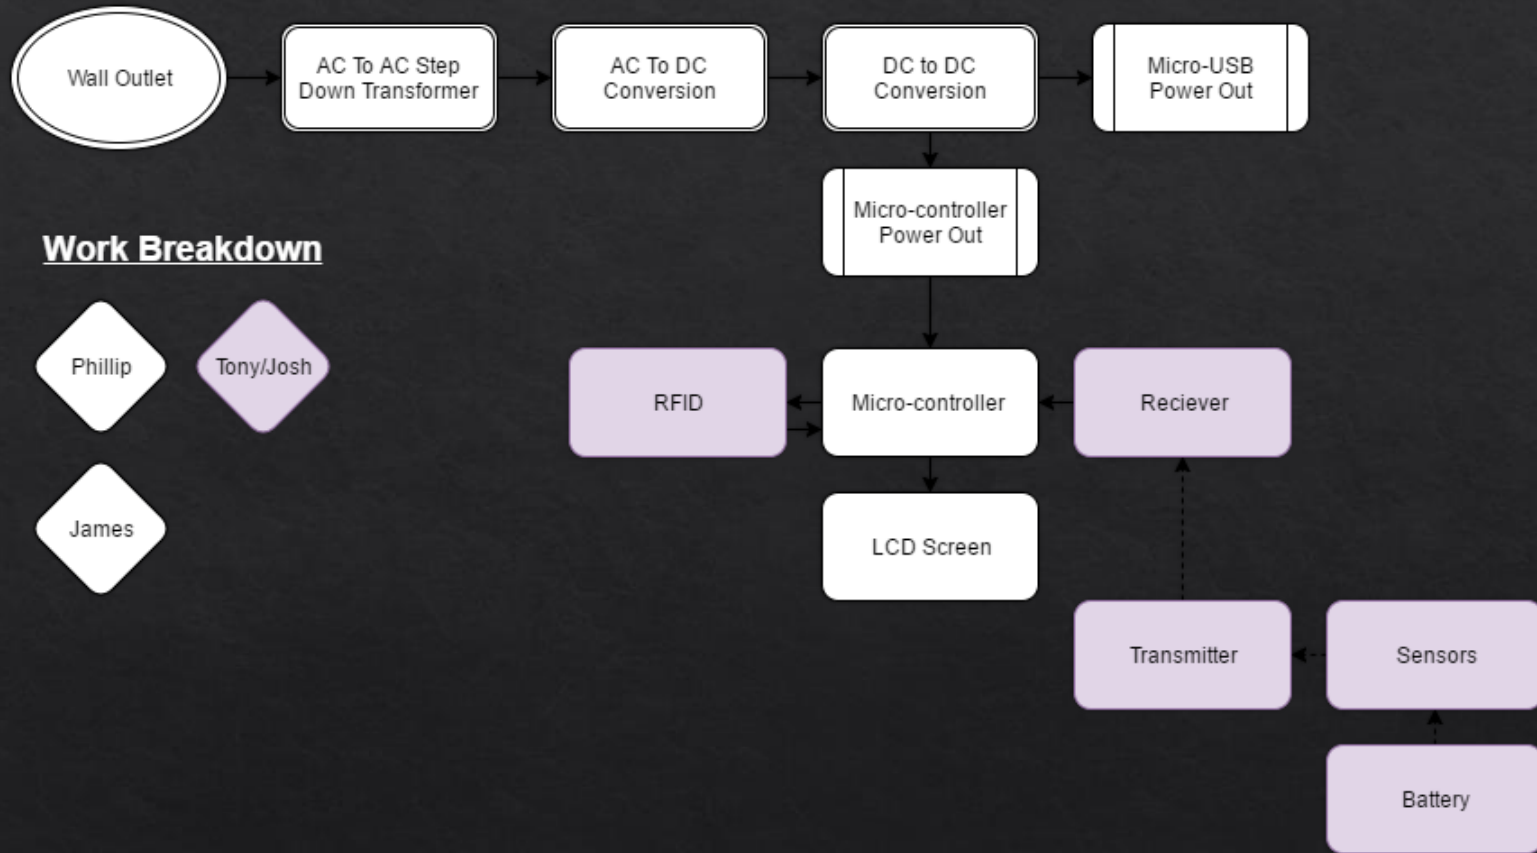 Wall Outlet
AC To AC Step
Down Transformer
AC To DC
Conversion
DC to DC
Conversion
Micro-USB
Power Out
Micro-controller
Power Out
Work Breakdown
Phillip
Tony/Josh
RFID
Micro-controller
Reciever
James
LCD Screen
Transmitter
Sensors
Battery